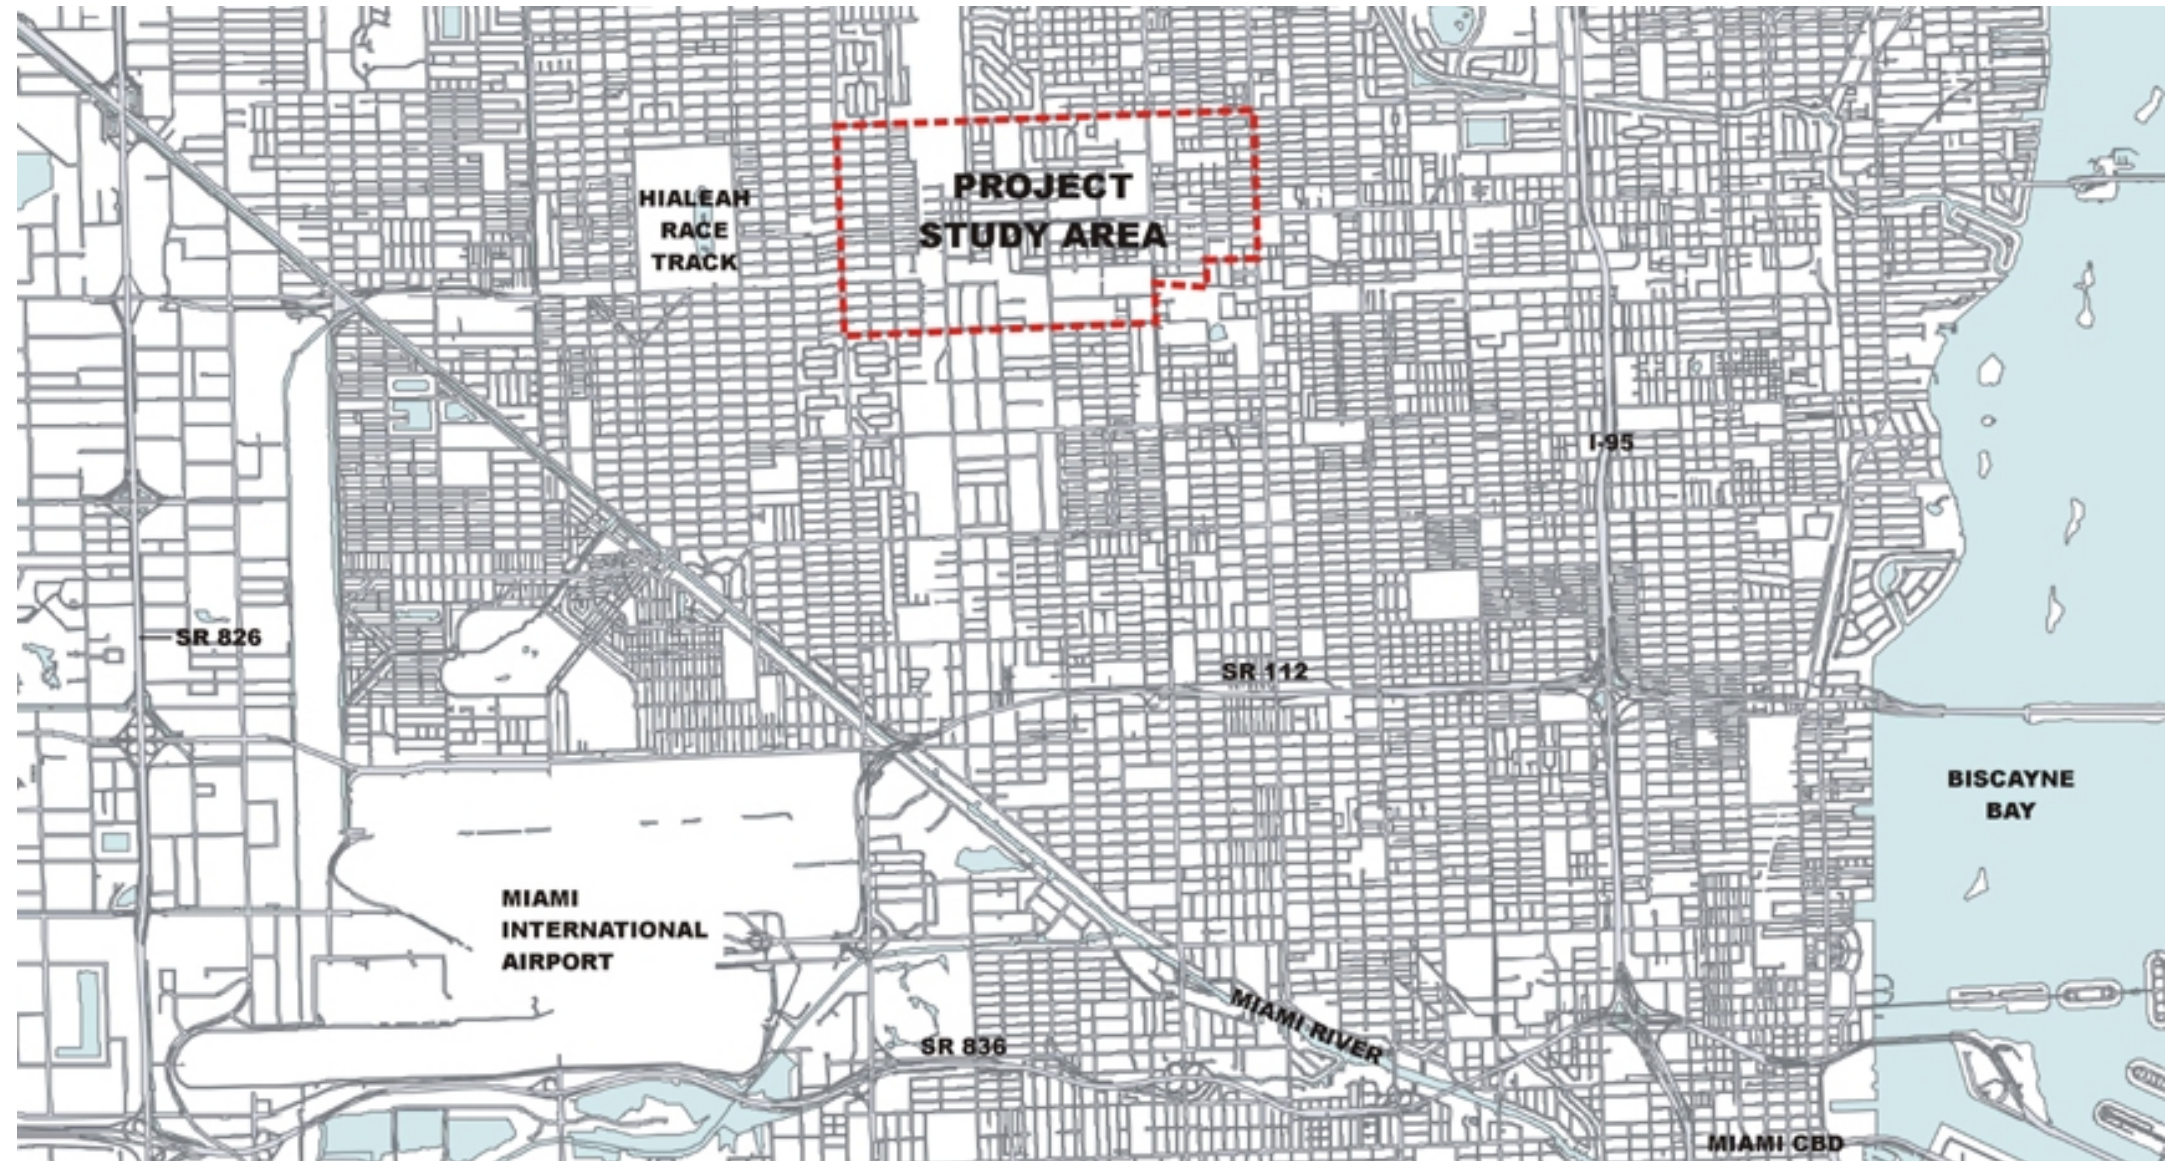 PROJECT
STUDY AREA
HIALEAH
RACE
TRACK
I-95
SR 826
SR 112
BISCAYNE
BAY
MIAMI
INTERNATIONAL
AIRPORT
MIAMI RIVER
SR 836
MIAMI CBD